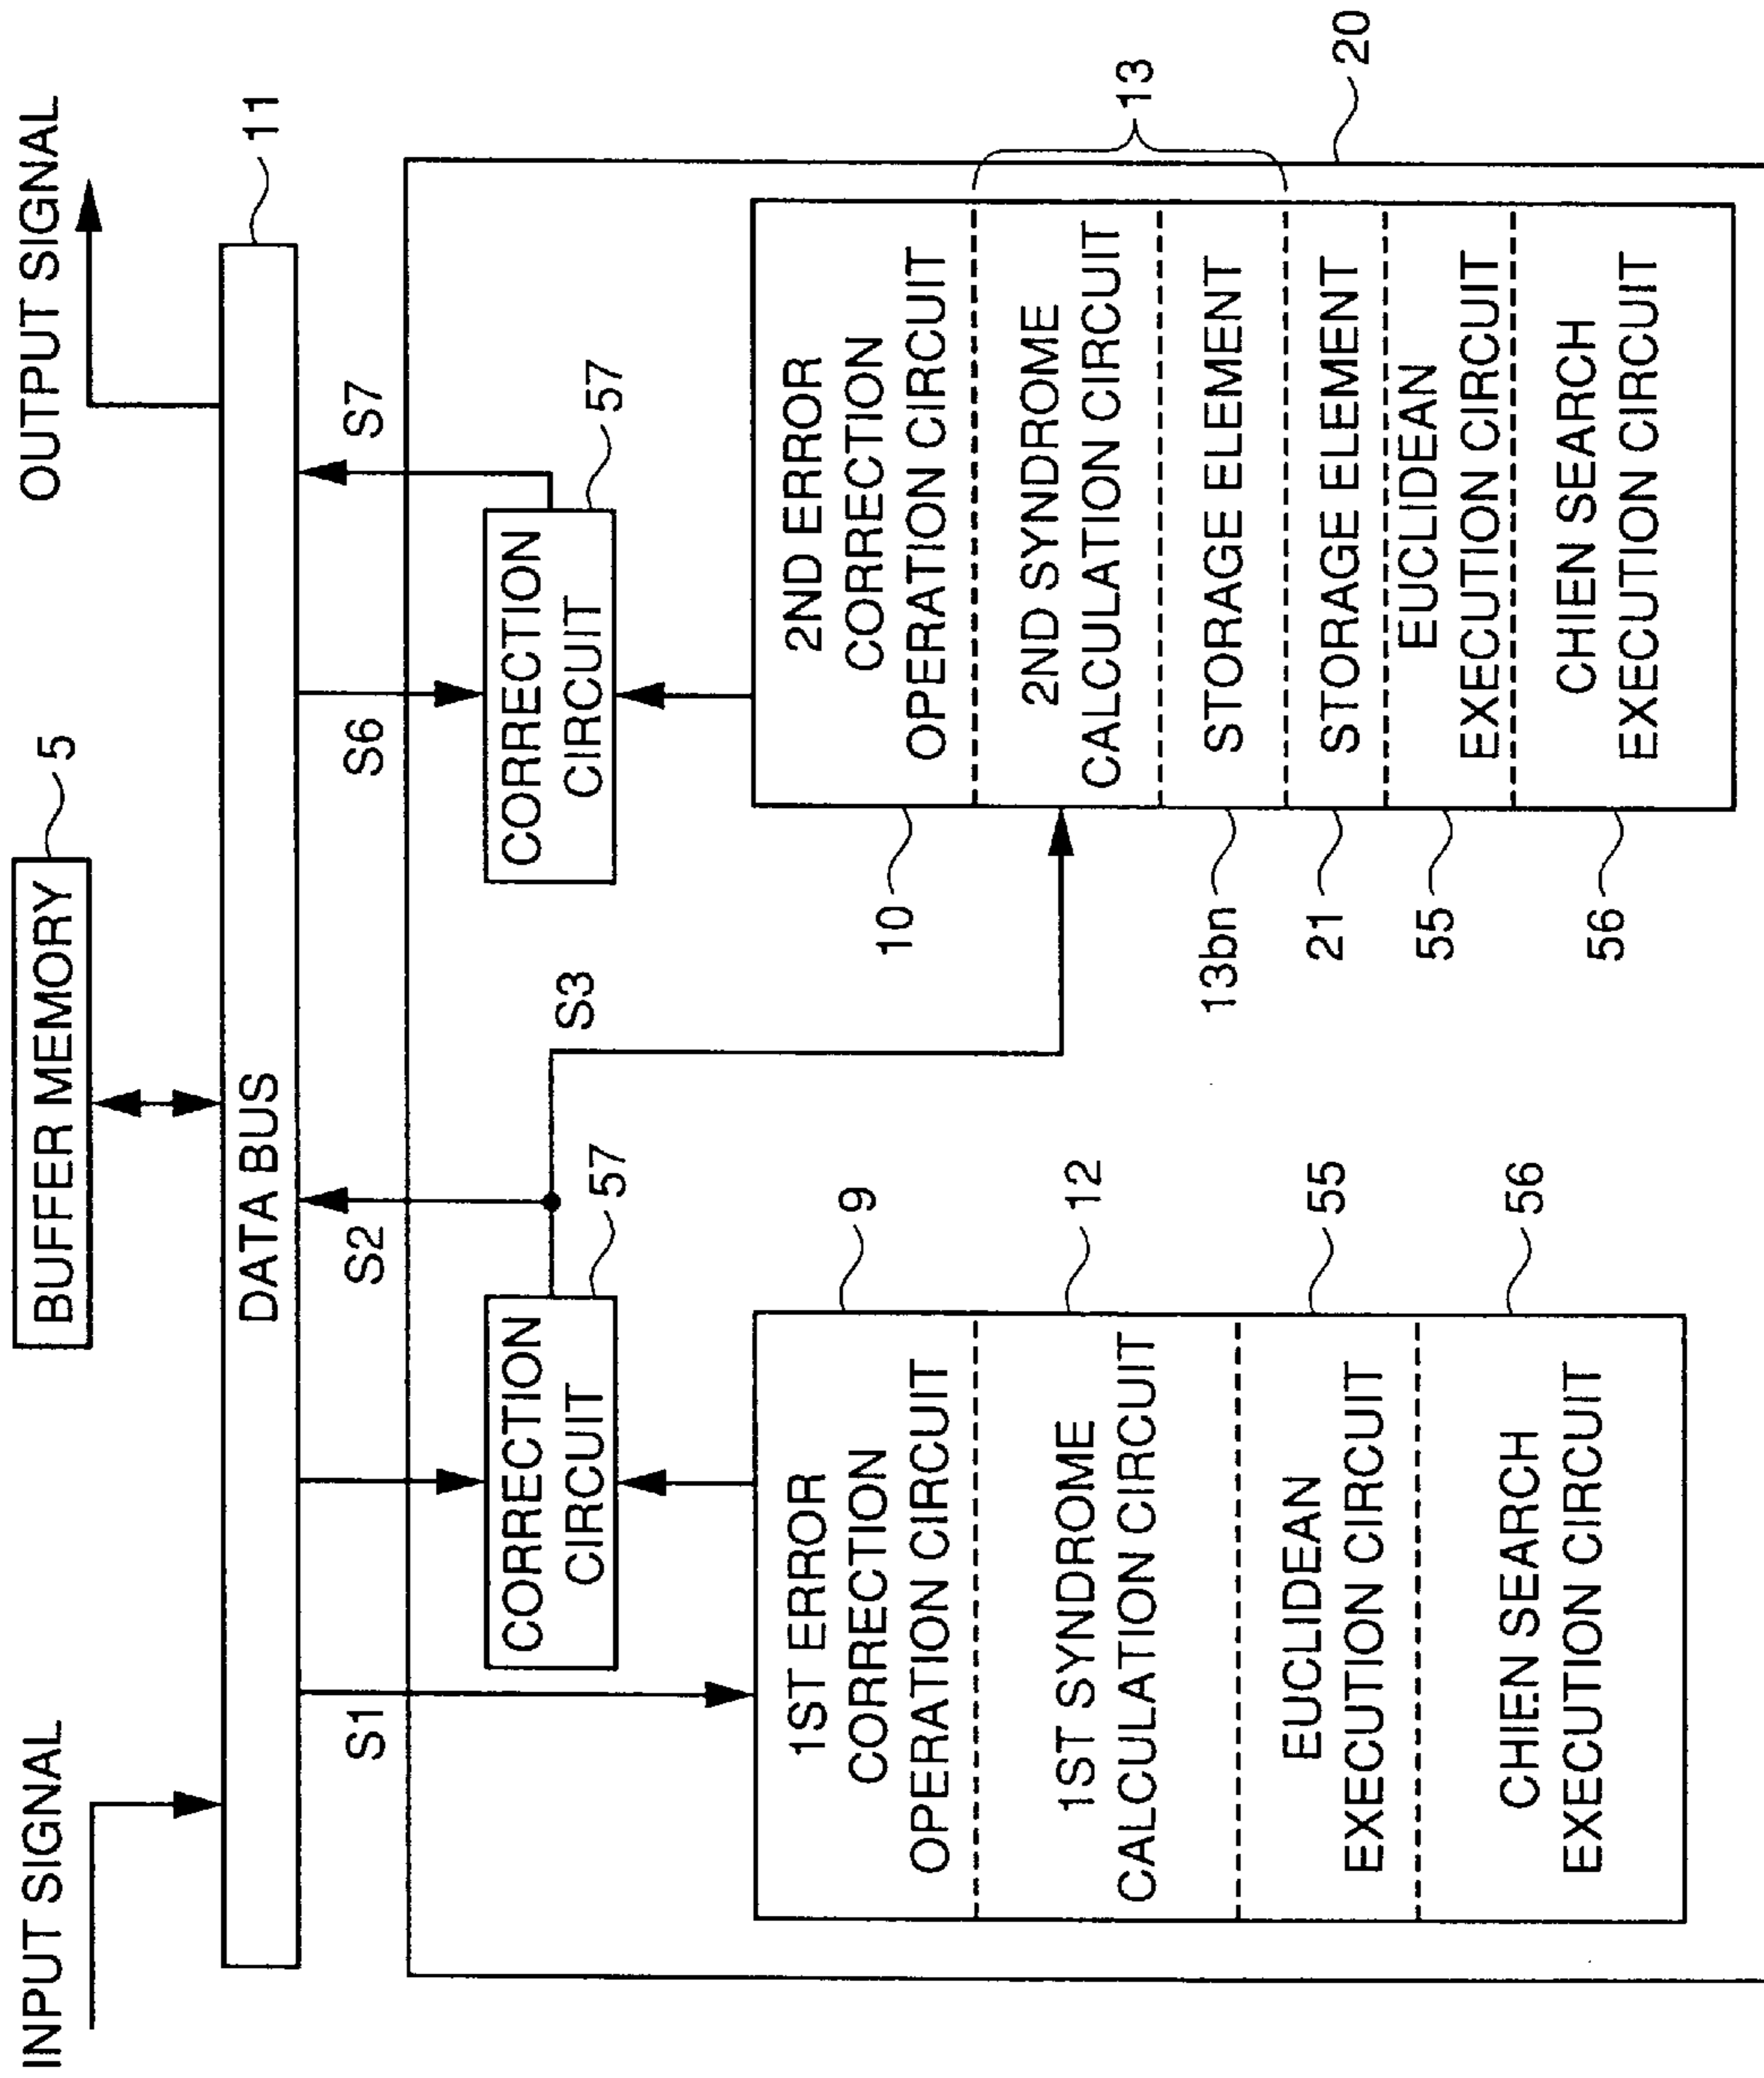 INPUT SIGNAL
BUFFER MEMORY
5
OUTPUT SIGNAL
DATA BUS
11
S1
S2
S6
S7
CORRECTION
CIRCUIT
57
S3
CORRECTION
CIRCUIT
57
1ST ERROR
CORRECTION
OPERATION CIRCUIT
9
1ST SYNDROME
CALCULATION CIRCUIT
12
EUCLIDEAN
EXECUTION CIRCUIT
55
CHIEN SEARCH
EXECUTION CIRCUIT
56
2ND ERROR
CORRECTION
OPERATION CIRCUIT
10
2ND SYNDROME
CALCULATION CIRCUIT
13
STORAGE ELEMENT
13bn
STORAGE ELEMENT
21
EUCLIDEAN
EXECUTION CIRCUIT
55
CHIEN SEARCH
EXECUTION CIRCUIT
56
20